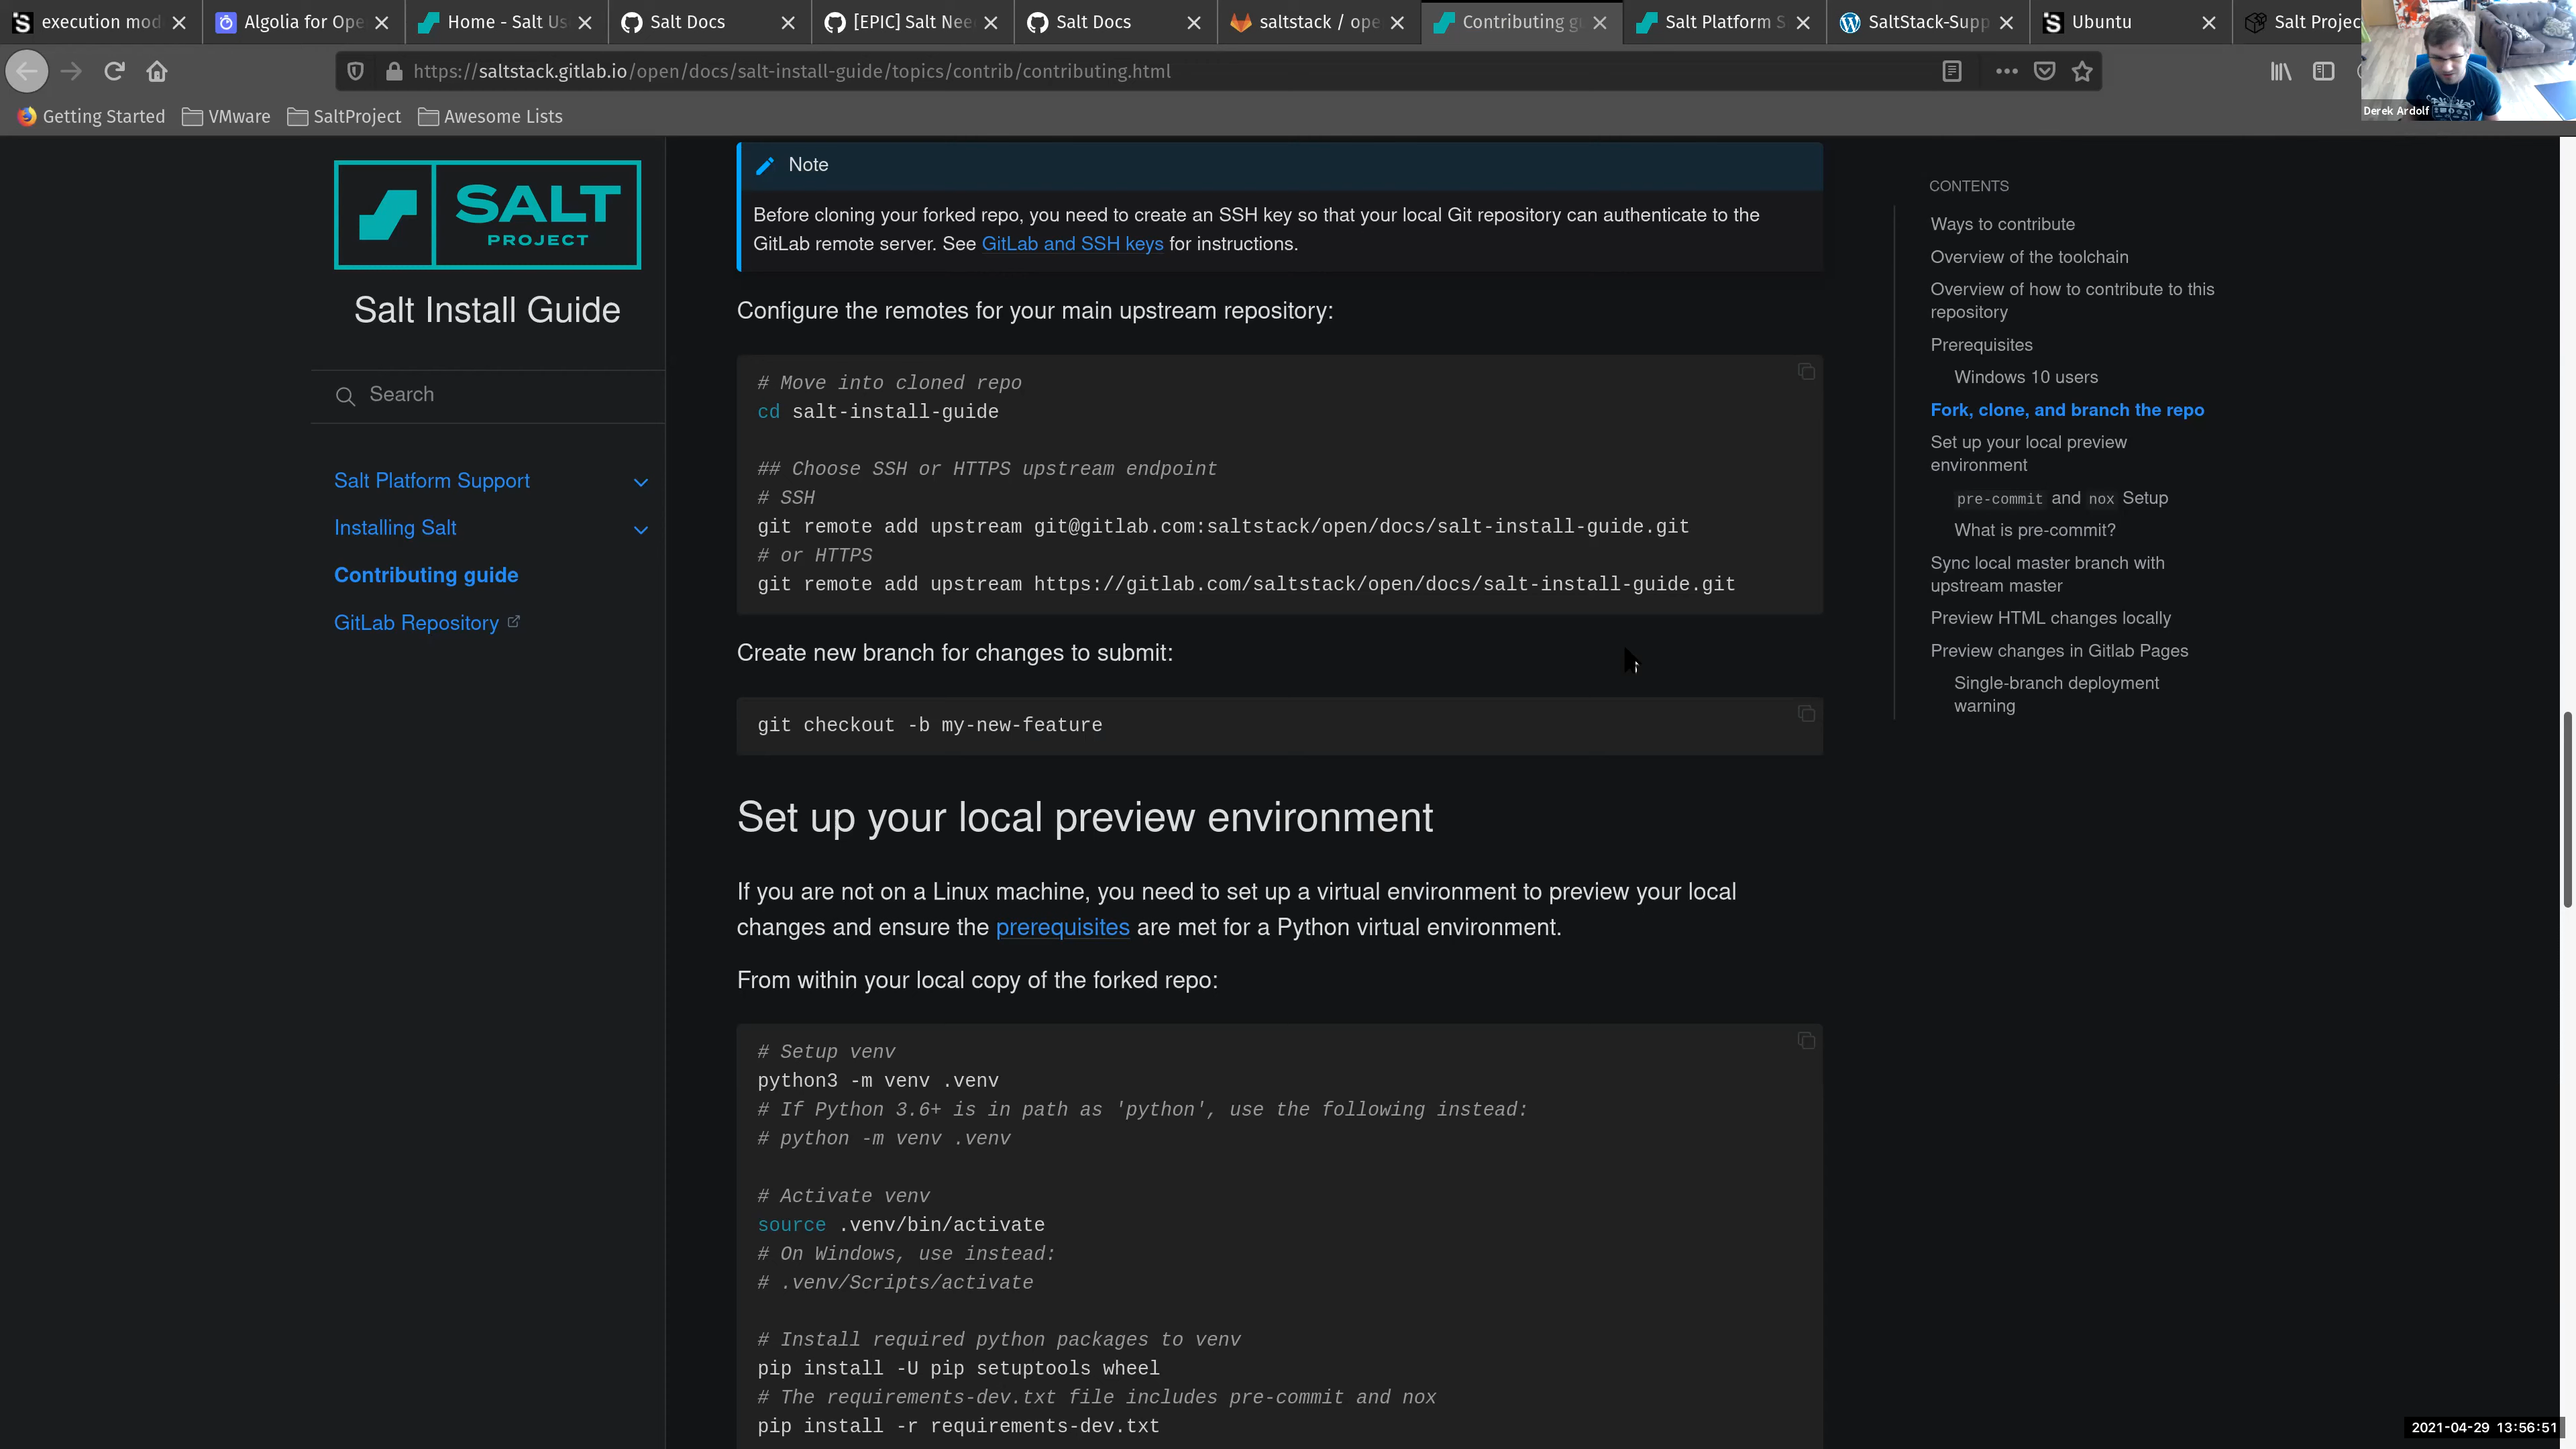 execution mod
Algolia for Ope
Home - Salt Us
Salt Docs
[EPIC] Salt Nee
Salt Docs
saltstack / ope
Contributing g
Salt Platform S
SaltStack-Supp
Ubuntu
Salt Projec
https://saltstack.gitlab.io/open/docs/salt-install-guide/topics/contrib/contributing.html
Getting Started
VMware
SaltProject
Awesome Lists
Derek Ardolf
SALT
PROJECT
Salt Install Guide
Search
Salt Platform Support
Installing Salt
Contributing guide
GitLab Repository
Note
Before cloning your forked repo, you need to create an SSH key so that your local Git repository can authenticate to the
GitLab remote server. See GitLab and SSH keys for instructions.
Configure the remotes for your main upstream repository:
# Move into cloned repo
cd salt-install-guide
## Choose SSH or HTTPS upstream endpoint
# SSH
git remote add upstream git@gitlab.com:saltstack/open/docs/salt-install-guide.git
# or HTTPS
git remote add upstream https://gitlab.com/saltstack/open/docs/salt-install-guide.git
Create new branch for changes to submit:
git checkout -b my-new-feature
Set up your local preview environment
If you are not on a Linux machine, you need to set up a virtual environment to preview your local
changes and ensure the prerequisites are met for a Python virtual environment.
From within your local copy of the forked repo:
# Setup venv
python3 -m venv .venv
# If Python 3.6+ is in path as 'python', use the following instead:
# python -m venv .venv
# Activate venv
source .venv/bin/activate
# On Windows, use instead:
# .venv/Scripts/activate
# Install required python packages to venv
pip install -U pip setuptools wheel
# The requirements-dev.txt file includes pre-commit and nox
pip install -r requirements-dev.txt
CONTENTS
Ways to contribute
Overview of the toolchain
Overview of how to contribute to this
repository
Prerequisites
Windows 10 users
Fork, clone, and branch the repo
Set up your local preview
environment
pre-commit and nox Setup
What is pre-commit?
Sync local master branch with
upstream master
Preview HTML changes locally
Preview changes in Gitlab Pages
Single-branch deployment
warning
2021-04-29 13:56:51